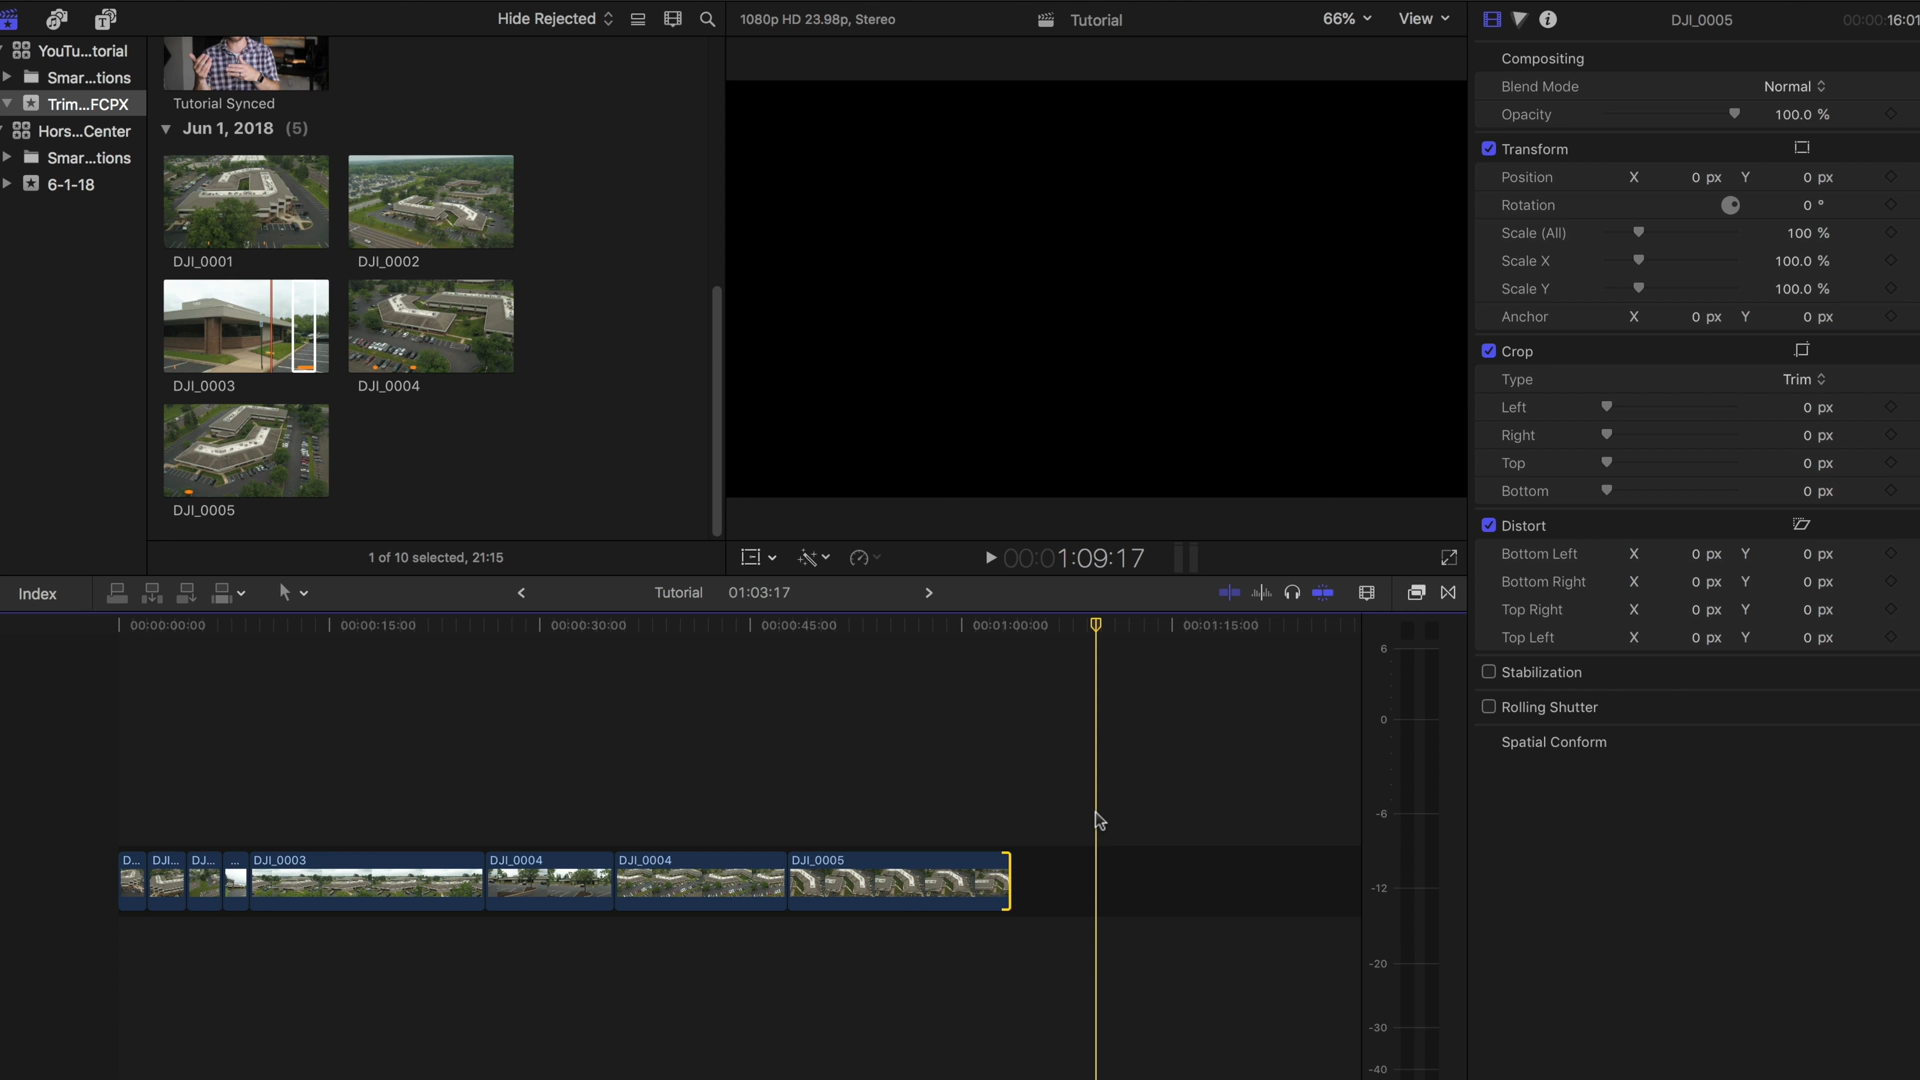 Hide Rejected
1080p HD 23.98p, Stereo
Tutorial
66%
View
DJI_0005
00:00:16:01
YouTu...torial
Smar...tions
Trim...FCPX
Hors...Center
Smar...tions
6-1-18
Tutorial Synced
Jun 1, 2018 (5)
DJI_0001
DJI_0002
DJI_0003
DJI_0004
DJI_0005
1 of 10 selected, 21:15
00:01:09:17
Compositing
Blend Mode Normal
Opacity 100.0 %
Transform
Position X 0 px Y 0 px
Rotation 0 °
Scale (All) 100 %
Scale X 100.0 %
Scale Y 100.0 %
Anchor X 0 px Y 0 px
Crop
Type Trim
Left 0 px
Right 0 px
Top 0 px
Bottom 0 px
Distort
Bottom Left X 0 px Y 0 px
Bottom Right X 0 px Y 0 px
Top Right X 0 px Y 0 px
Top Left X 0 px Y 0 px
Stabilization
Rolling Shutter
Spatial Conform
Index
Tutorial 01:03:17
00:00:00:00 00:00:15:00 00:00:30:00 00:00:45:00 00:01:00:00 00:01:15:00
D... DJI... DJ... ... DJI_0003 DJI_0004 DJI_0004 DJI_0005
6
0
-6
-12
-20
-30
-40